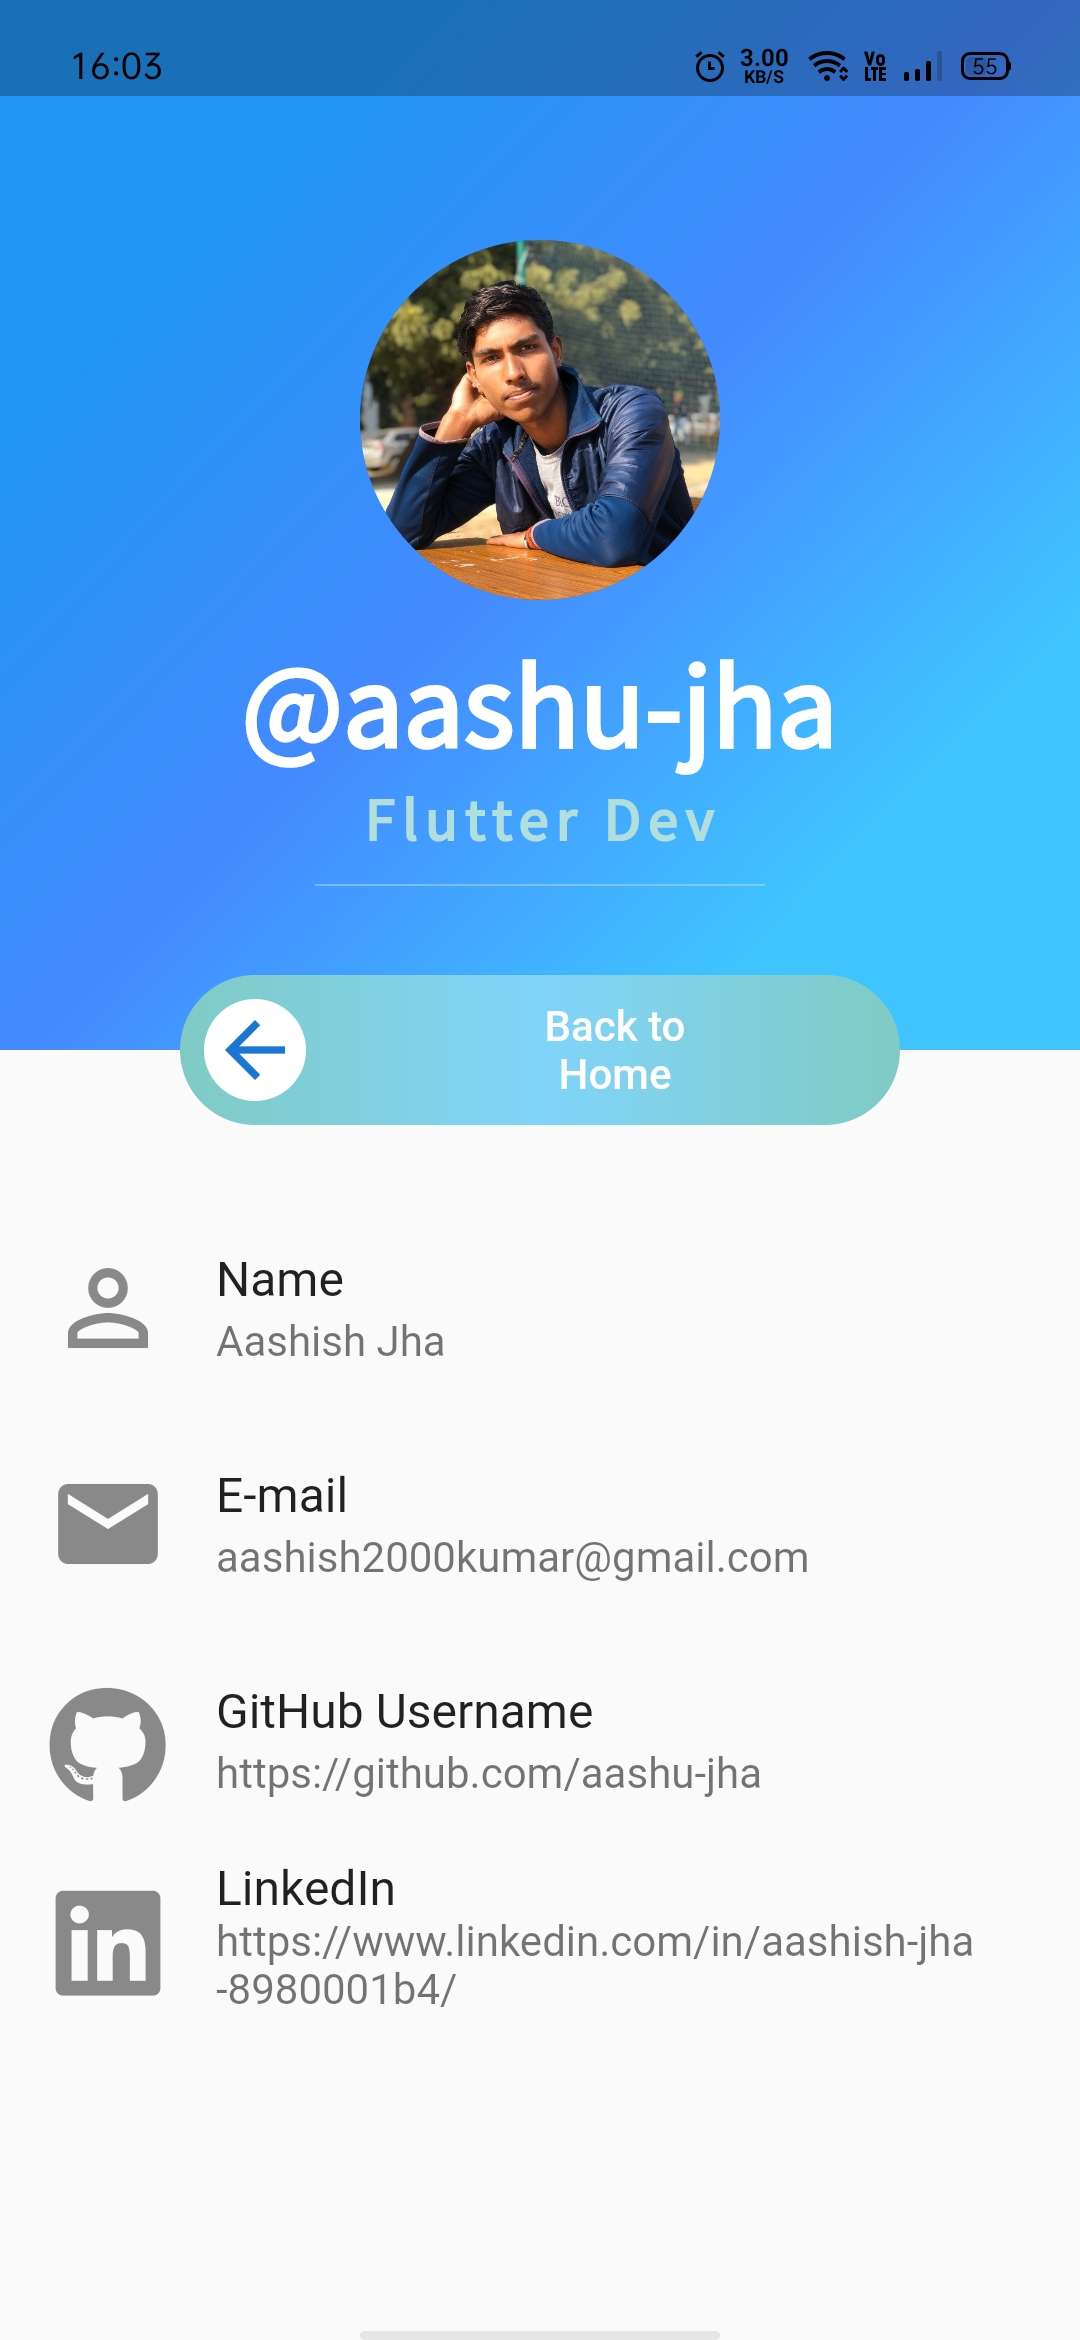 16:03
3.00
KB/S
Vo
LTE
55
@aashu-jha
Flutter Dev
Back to
Home
Name
Aashish Jha
E-mail
aashish2000kumar@gmail.com
GitHub Username
https://github.com/aashu-jha
in
LinkedIn
https://www.linkedin.com/in/aashish-jha
-8980001b4/